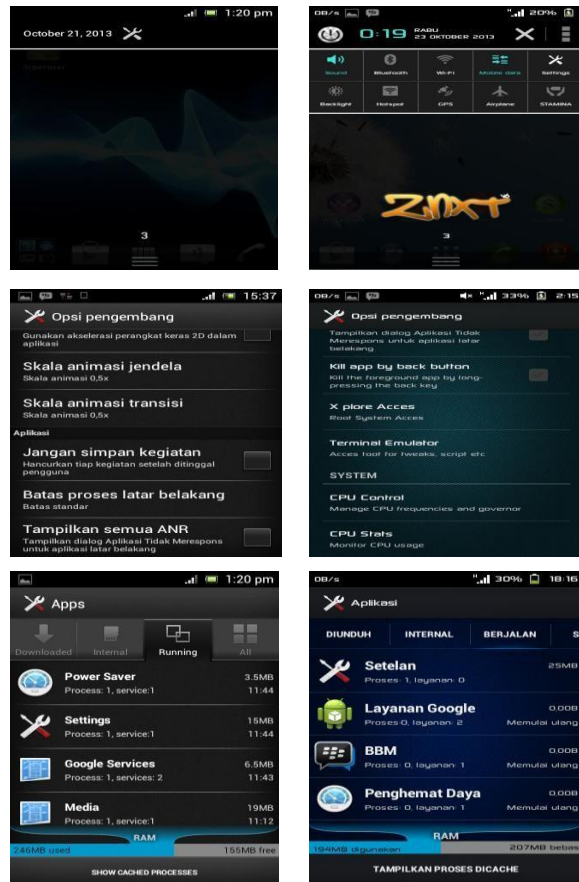 1:20 pm
October 21, 2013
3
0B/s 20%
0:19 RABU
23 OKTOBER 2013
Sound Bluetooth Wi-Fi Mobile data Settings
Backlight Hotspot GPS Airplane STAMINA
ZnXT
3
15:37
Opsi pengembang
Gunakan akselerasi perangkat keras 2D dalam
aplikasi
Skala animasi jendela
Skala animasi 0,5x
Skala animasi transisi
Skala animasi 0,5x
Aplikasi
Jangan simpan kegiatan
Hancurkan tiap kegiatan setelah ditinggal
pengguna
Batas proses latar belakang
Batas standar
Tampilkan semua ANR
Tampilkan dialog Aplikasi Tidak Merespons
untuk aplikasi latar belakang
0B/s 33% 2:15
Opsi pengembang
Tampilkan dialog Aplikasi Tidak
Merespons untuk aplikasi latar
belakang
Kill app by back button
Kill the foreground app by long-
pressing the back key
X plore Acces
Root System Acces
Terminal Emulator
Acces root for tweaks, script etc
SYSTEM
CPU Control
Manage CPU frequencies and governor
CPU Stats
Monitor CPU usage
1:20 pm
Apps
Downloaded Internal Running All
Power Saver 3.5MB
Process: 1, service:1 11:44
Settings 15MB
Process: 1, service:1 11:44
Google Services 6.5MB
Process: 1, services: 2 11:43
Media 19MB
Process: 1, service:1 11:12
RAM
246MB used 155MB free
SHOW CACHED PROCESSES
0B/s 30% 18:16
Aplikasi
DIUNDUH INTERNAL BERJALAN S
Setelan 25MB
Proses: 1, layanan: 0
Layanan Google 0,00B
Proses:0, layanan: 2 Memulai ulang
BBM 0,00B
Proses: 0, layanan: 1 Memulai ulang
Penghemat Daya 0,00B
Proses: 0, layanan: 1 Memulai ulang
RAM
194MB digunakan 207MB bebas
TAMPILKAN PROSES DICACHE